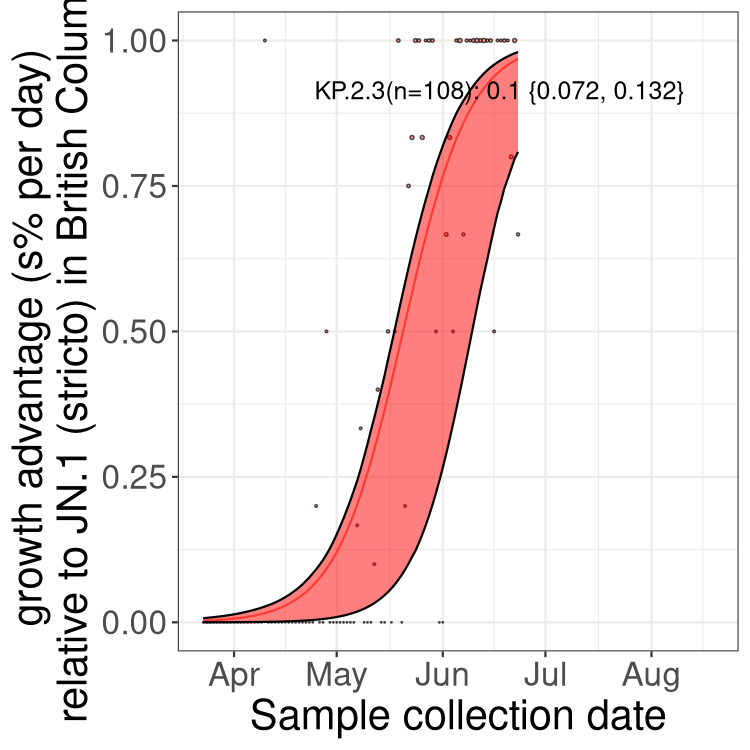 growth advantage (s% per day)
relative to JN.1 (stricto) in British Colum
1.00
0.75
0.50
0.25
0.00
KP.2.3(n=108): 0.1 {0.072, 0.132}
Apr May Jun Jul Aug
Sample collection date